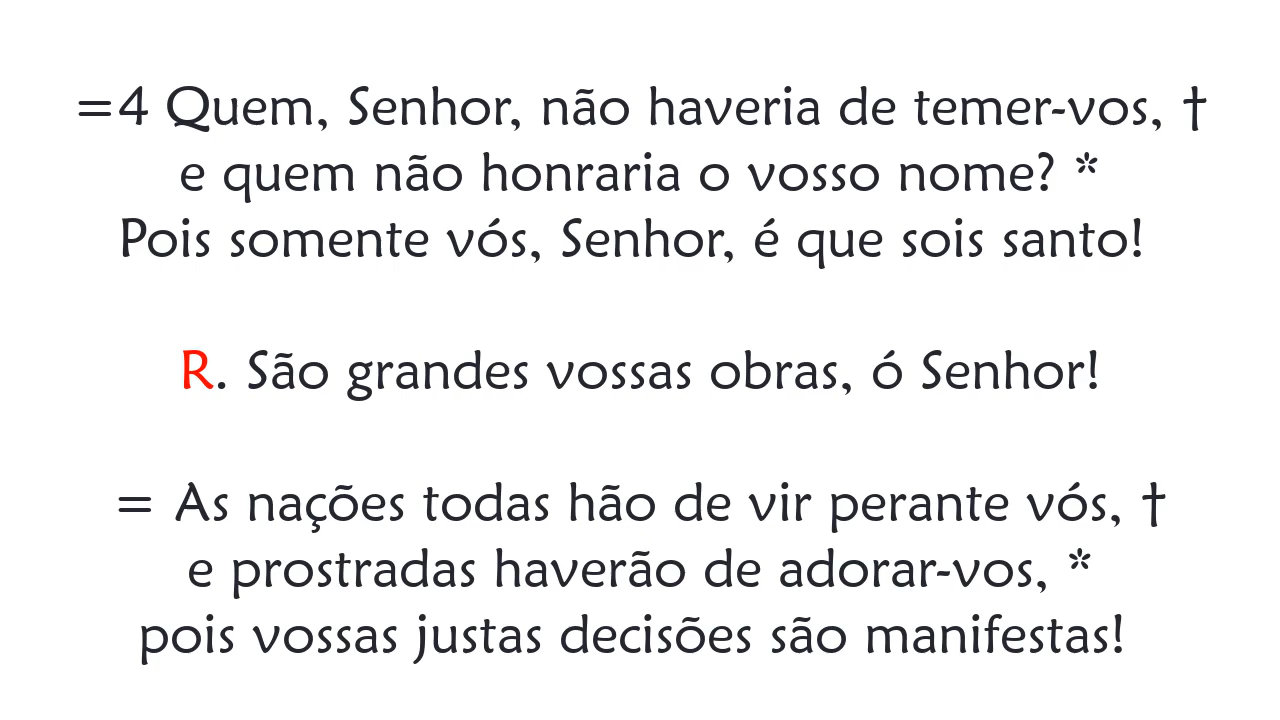 =4 Quem, Senhor, não haveria de temer-vos, †
e quem não honraria o vosso nome? *
Pois somente vós, Senhor, é que sois santo!
R. São grandes vossas obras, ó Senhor!
= As nações todas hão de vir perante vós, †
e prostradas haverão de adorar-vos, *
pois vossas justas decisões são manifestas!